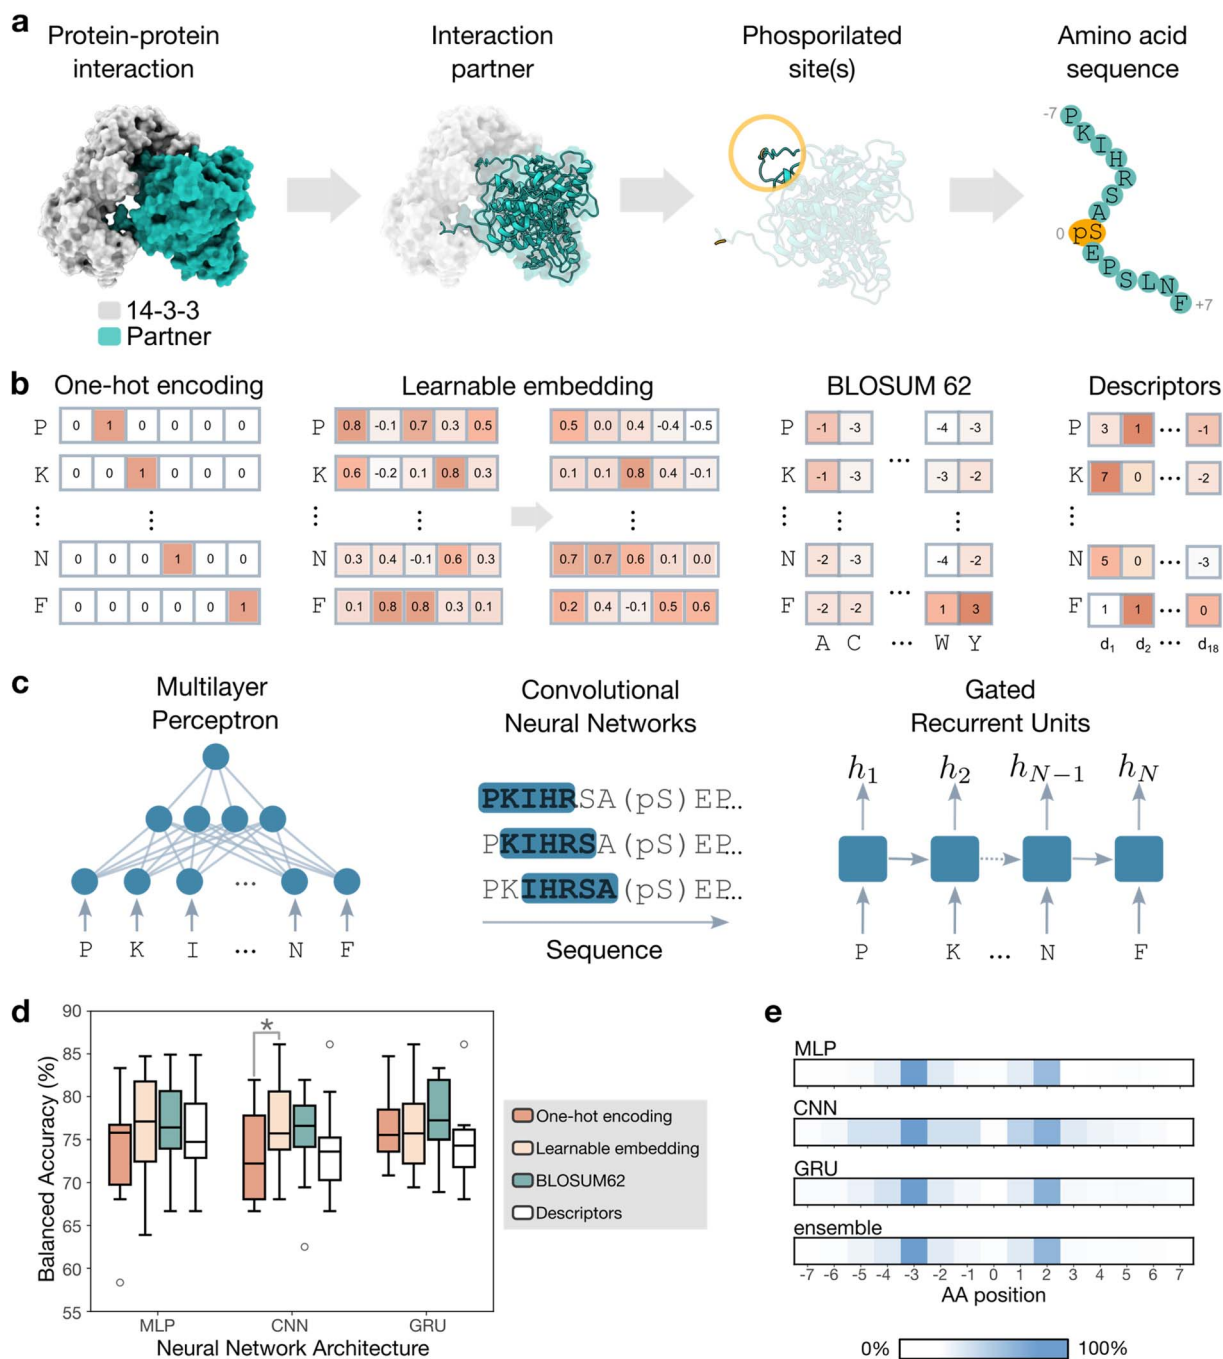 a
Protein-protein
interaction
Interaction
partner
Phosporilated
site(s)
Amino acid
sequence
14-3-3
Partner
-7
P
K
I
H
R
S
A
0 pS
E
P
S
L
N
F
+7
b
One-hot encoding
P 0 1 0 0 0 0
K 0 0 1 0 0 0
⋮ ⋮
N 0 0 0 1 0 0
F 0 0 0 0 0 1
Learnable embedding
P 0.8 -0.1 0.7 0.3 0.5 0.5 0.0 0.4 -0.4 -0.5
K 0.6 -0.2 0.1 0.8 0.3 0.1 0.1 0.8 0.4 -0.1
⋮ ⋮ ⋮
N 0.3 0.4 -0.1 0.6 0.3 0.7 0.7 0.6 0.1 0.0
F 0.1 0.8 0.8 0.3 0.1 0.2 0.4 -0.1 0.5 0.6
BLOSUM 62
P -1 -3 -4 -3
...
K -1 -3 -3 -2
⋮ ⋮ ⋮
N -2 -3 -4 -2
F -2 -2 1 3
A C ... W Y
Descriptors
P 3 1 ... -1
K 7 0 ... -2
⋮
N 5 0 ... -3
F 1 1 ... 0
d1 d2 ... d18
c
Multilayer
Perceptron
...
P K I ... N F
Convolutional
Neural Networks
PKIHRSA(pS)EP...
PKIHRSA(pS)EP...
PKIHRSA(pS)EP...
Sequence
Gated
Recurrent Units
h1 h2 hN−1 hN
P K ... N F
d
Balanced Accuracy (%)
90
85
80
75
70
65
60
55
*
MLP CNN GRU
Neural Network Architecture
One-hot encoding
Learnable embedding
BLOSUM62
Descriptors
e
MLP
CNN
GRU
ensemble
-7 -6 -5 -4 -3 -2 -1 0 1 2 3 4 5 6 7
AA position
0% 100%